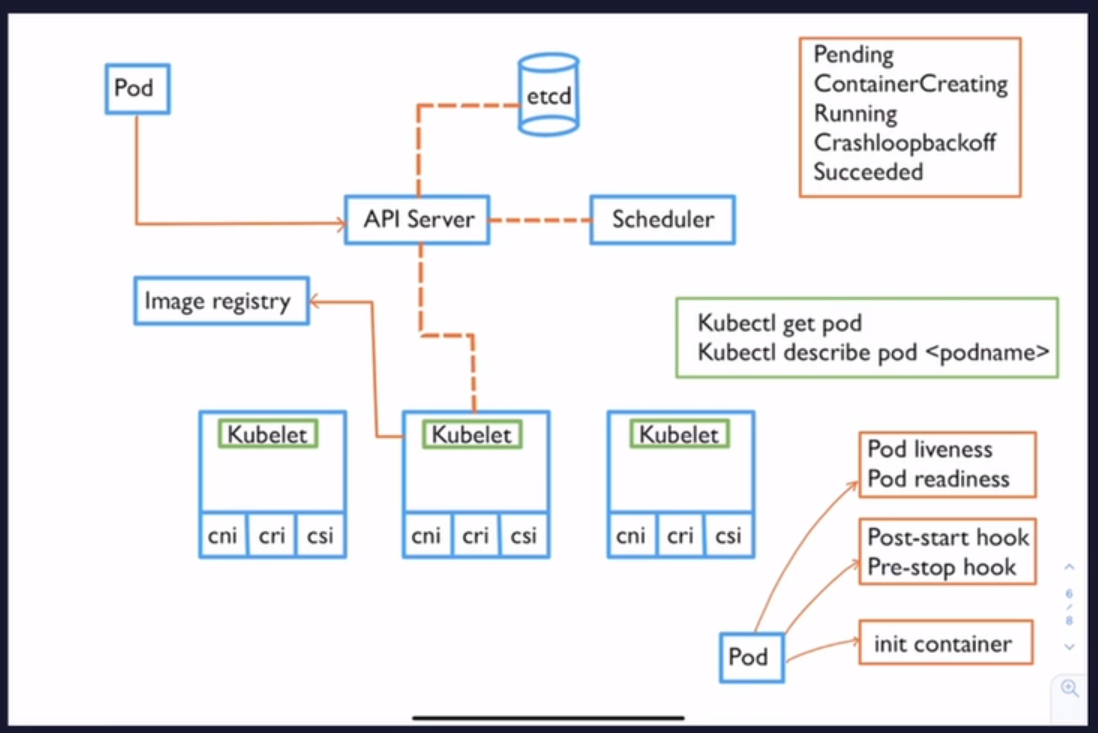 Pod
etcd
Pending
ContainerCreating
Running
Crashloopbackoff
Succeeded
API Server
Scheduler
Image registry
Kubectl get pod
Kubectl describe pod <podname>
Kubelet
cni cri csi
Kubelet
cni cri csi
Kubelet
cni cri csi
Pod liveness
Pod readiness
Post-start hook
Pre-stop hook
Pod
init container
6
/
8